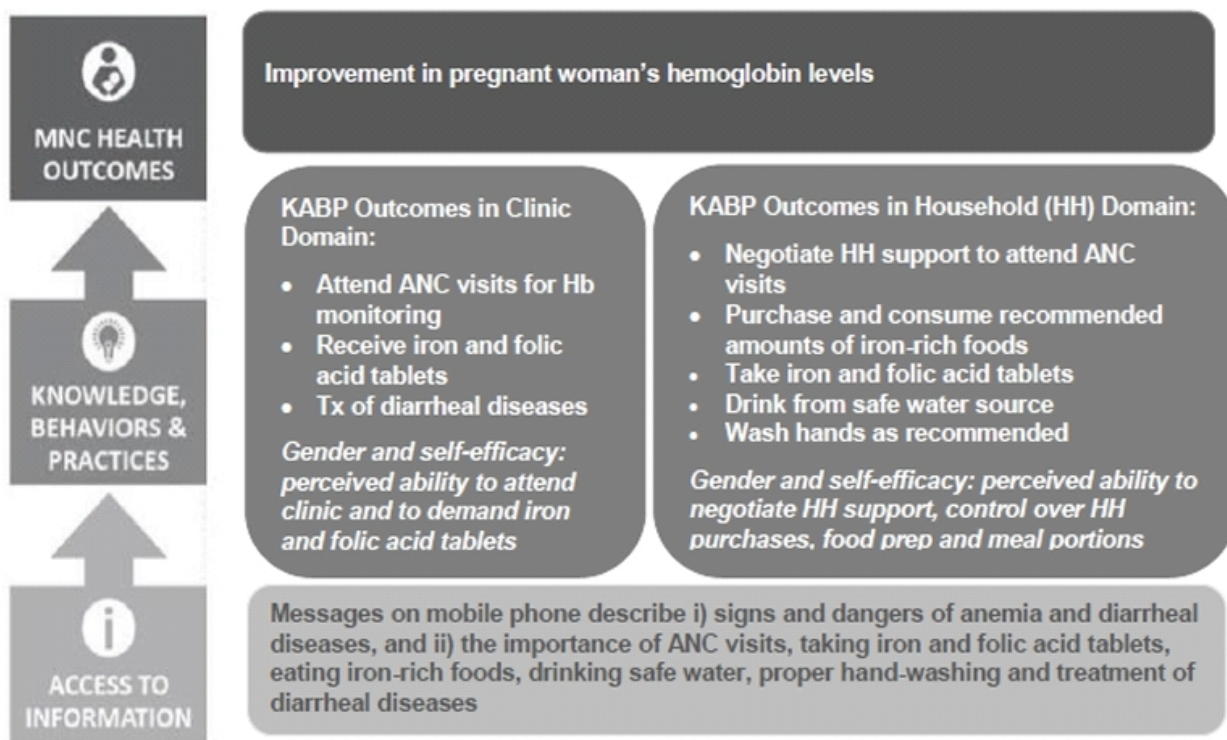 MNC HEALTH
OUTCOMES
Improvement in pregnant woman's hemoglobin levels
KNOWLEDGE,
BEHAVIORS &
PRACTICES
KABP Outcomes in Clinic
Domain:
• Attend ANC visits for Hb
monitoring
• Receive iron and folic
acid tablets
• Tx of diarrheal diseases
Gender and self-efficacy:
perceived ability to attend
clinic and to demand iron
and folic acid tablets
KABP Outcomes in Household (HH) Domain:
• Negotiate HH support to attend ANC
visits
• Purchase and consume recommended
amounts of iron-rich foods
• Take iron and folic acid tablets
• Drink from safe water source
• Wash hands as recommended
Gender and self-efficacy: perceived ability to
negotiate HH support, control over HH
purchases, food prep and meal portions
i
ACCESS TO
INFORMATION
Messages on mobile phone describe i) signs and dangers of anemia and diarrheal
diseases, and ii) the importance of ANC visits, taking iron and folic acid tablets,
eating iron-rich foods, drinking safe water, proper hand-washing and treatment of
diarrheal diseases